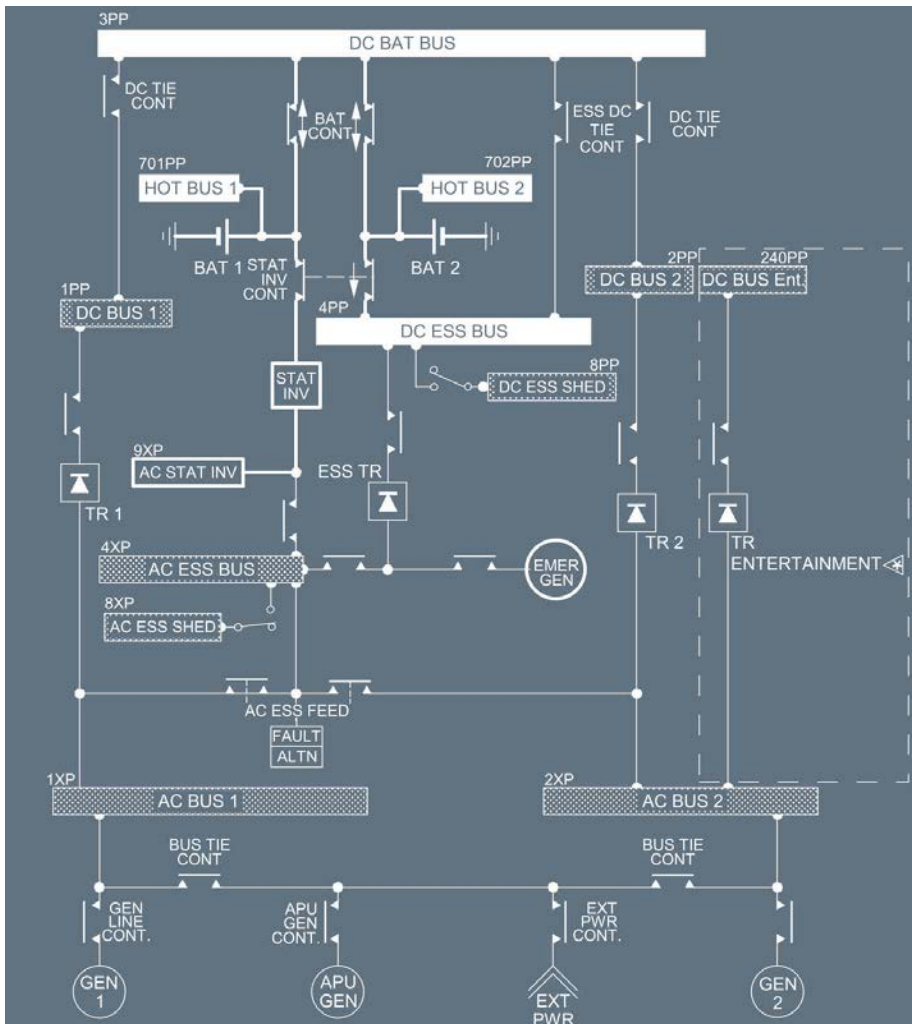 3PP
DC BAT BUS
DC TIE
CONT
BAT
CONT
ESS DC
TIE
CONT
DC TIE
CONT
701PP
HOT BUS 1
702PP
HOT BUS 2
BAT 1
STAT
INV
CONT
BAT 2
1PP
DC BUS 1
4PP
DC ESS BUS
2PP
DC BUS 2
240PP
DC BUS Ent.
STAT
INV
8PP
DC ESS SHED
9XP
AC STAT INV
ESS TR
TR 1
TR 2
TR
ENTERTAINMENT
4XP
AC ESS BUS
EMER
GEN
8XP
AC ESS SHED
AC ESS FEED
FAULT
ALTN
1XP
AC BUS 1
2XP
AC BUS 2
BUS TIE
CONT
BUS TIE
CONT
GEN
LINE
CONT.
APU
GEN
CONT.
EXT
PWR
CONT.
GEN
1
APU
GEN
EXT
PWR
GEN
2